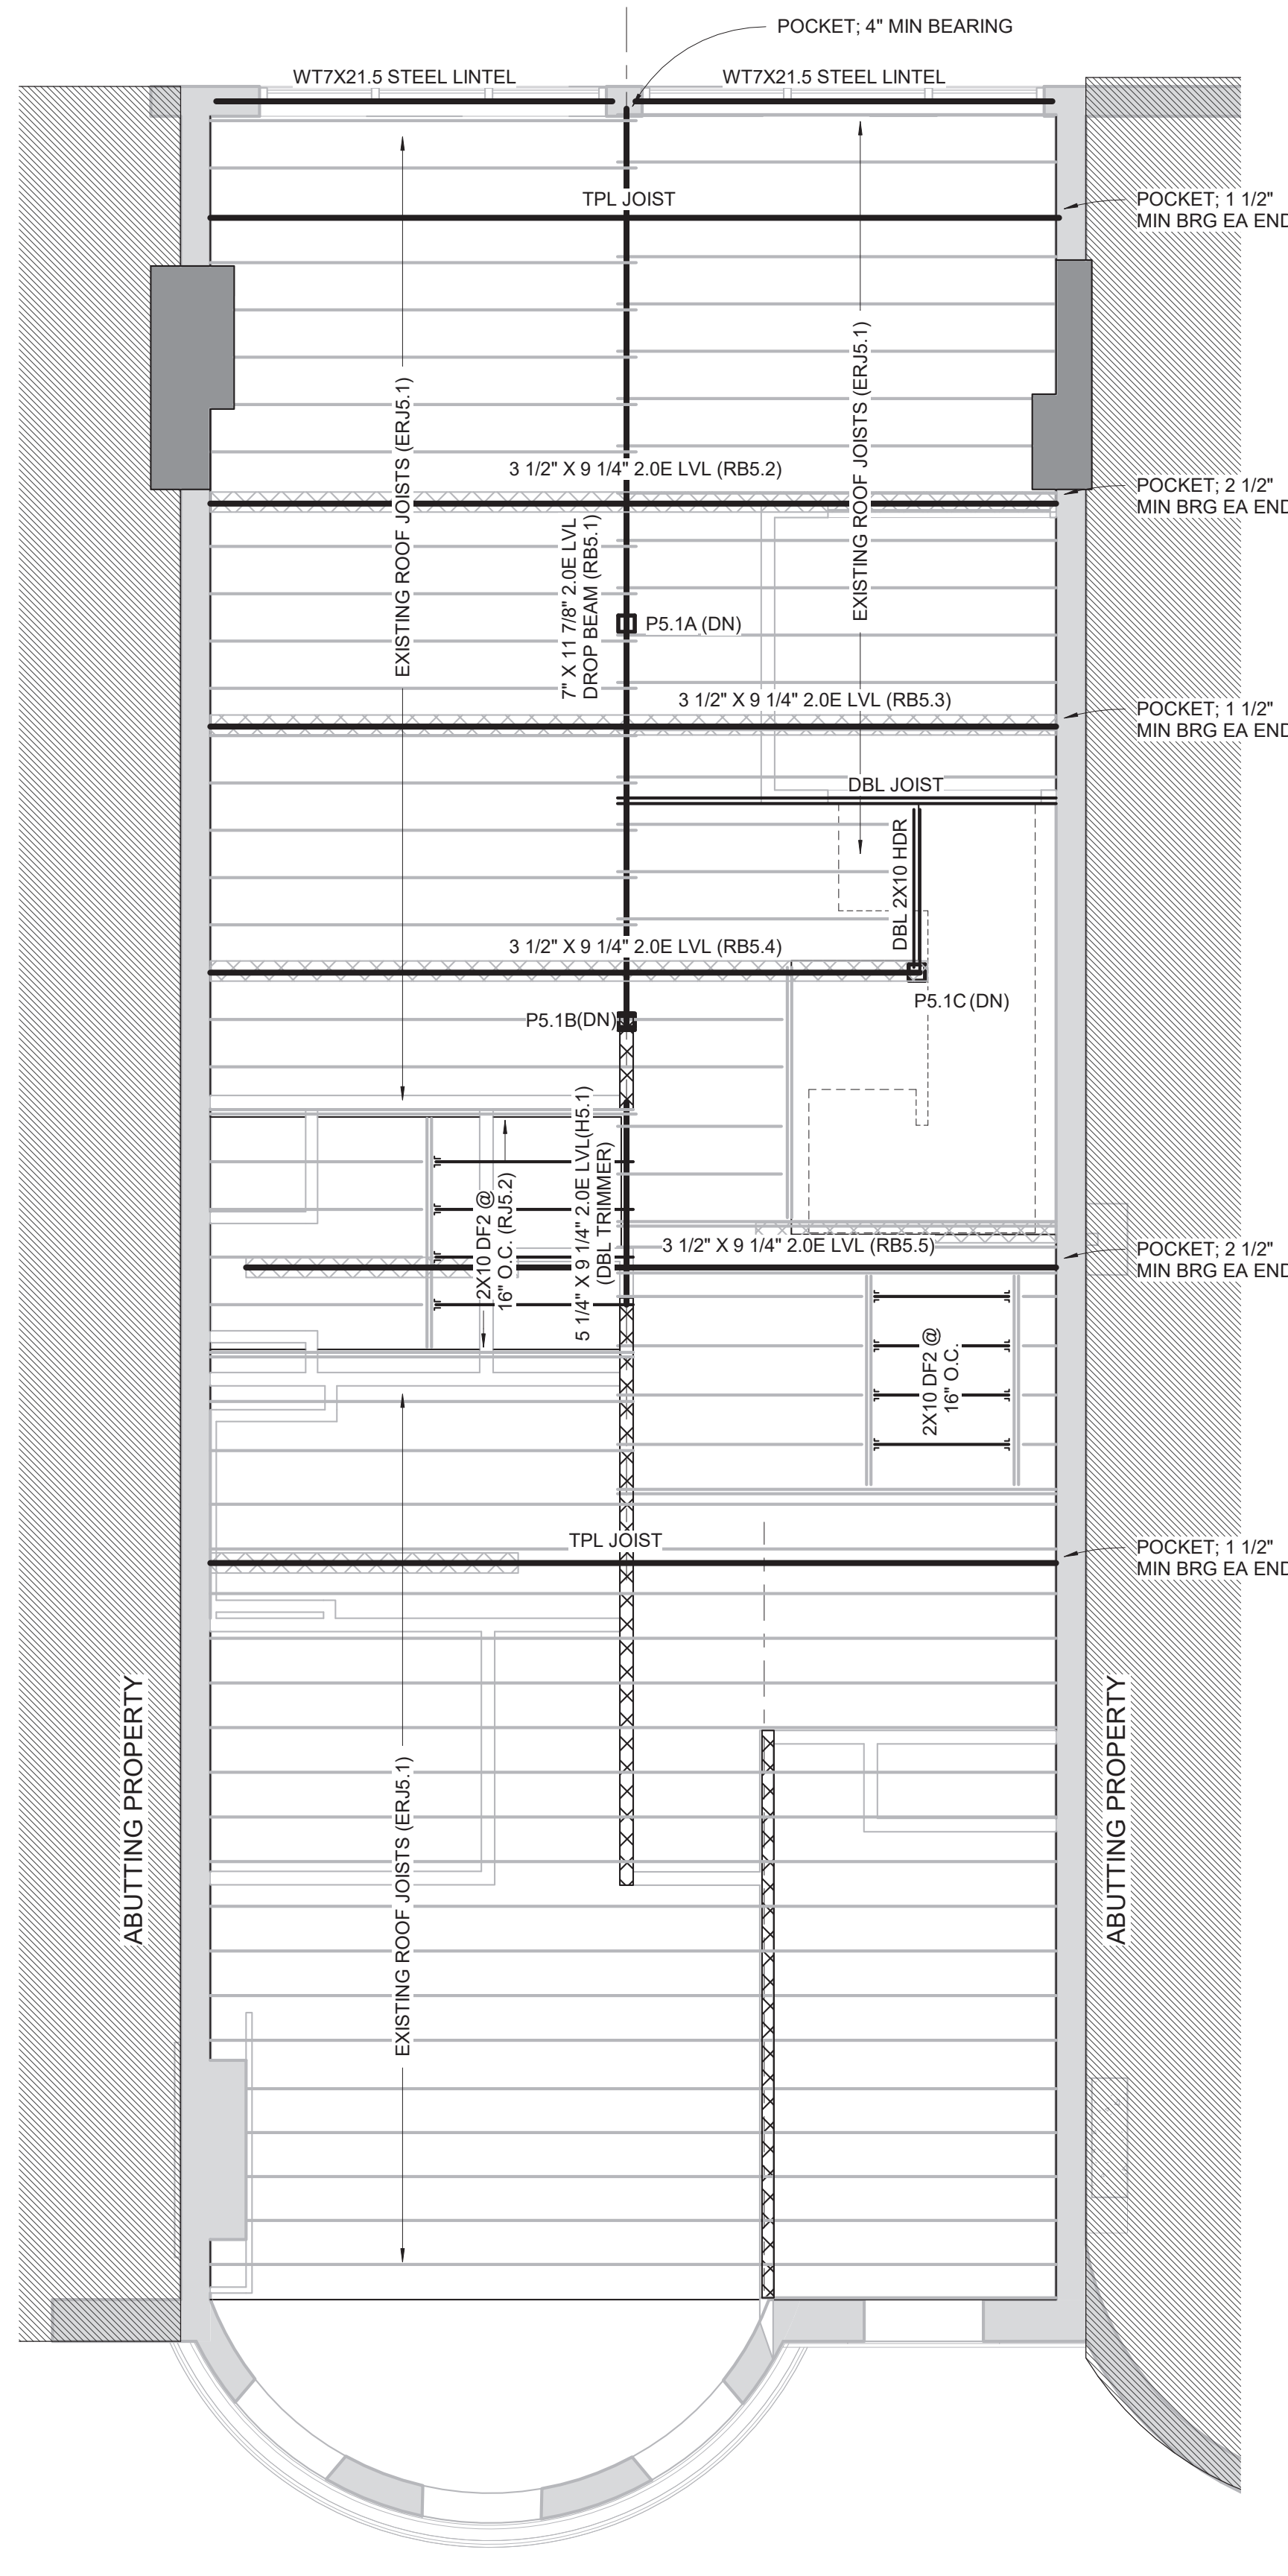 POCKET; 4" MIN BEARING
WT7X21.5 STEEL LINTEL
WT7X21.5 STEEL LINTEL
TPL JOIST
POCKET; 1 1/2"
MIN BRG EA END
EXISTING ROOF JOISTS (ERJ5.1)
EXISTING ROOF JOISTS (ERJ5.1)
3 1/2" X 9 1/4" 2.0E LVL (RB5.2)
POCKET; 2 1/2"
MIN BRG EA END
7" X 11 7/8" 2.0E LVL
DROP BEAM (RB5.1)
P5.1A (DN)
3 1/2" X 9 1/4" 2.0E LVL (RB5.3)
POCKET; 1 1/2"
MIN BRG EA END
DBL JOIST
DBL 2X10 HDR
3 1/2" X 9 1/4" 2.0E LVL (RB5.4)
P5.1C (DN)
P5.1B(DN)
5 1/4" X 9 1/4" 2.0E LVL(H5.1)
(DBL TRIMMER)
2X10 DF2 @
16" O.C. (RJ5.2)
3 1/2" X 9 1/4" 2.0E LVL (RB5.5)
POCKET; 2 1/2"
MIN BRG EA END
2X10 DF2 @
16" O.C.
TPL JOIST
POCKET; 1 1/2"
MIN BRG EA END
ABUTTING PROPERTY
EXISTING ROOF JOISTS (ERJ5.1)
ABUTTING PROPERTY